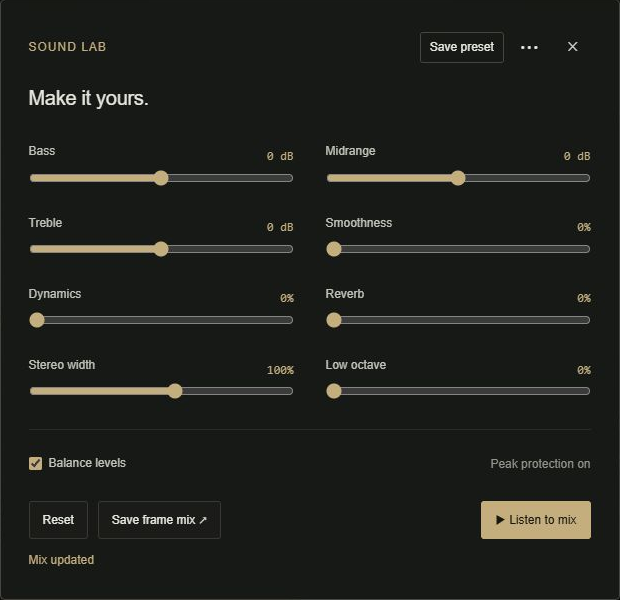 SOUND LAB
Save preset
Make it yours.
Bass 0 dB
Midrange 0 dB
Treble 0 dB
Smoothness 0%
Dynamics 0%
Reverb 0%
Stereo width 100%
Low octave 0%
Balance levels
Peak protection on
Reset
Save frame mix ↗
▶ Listen to mix
Mix updated